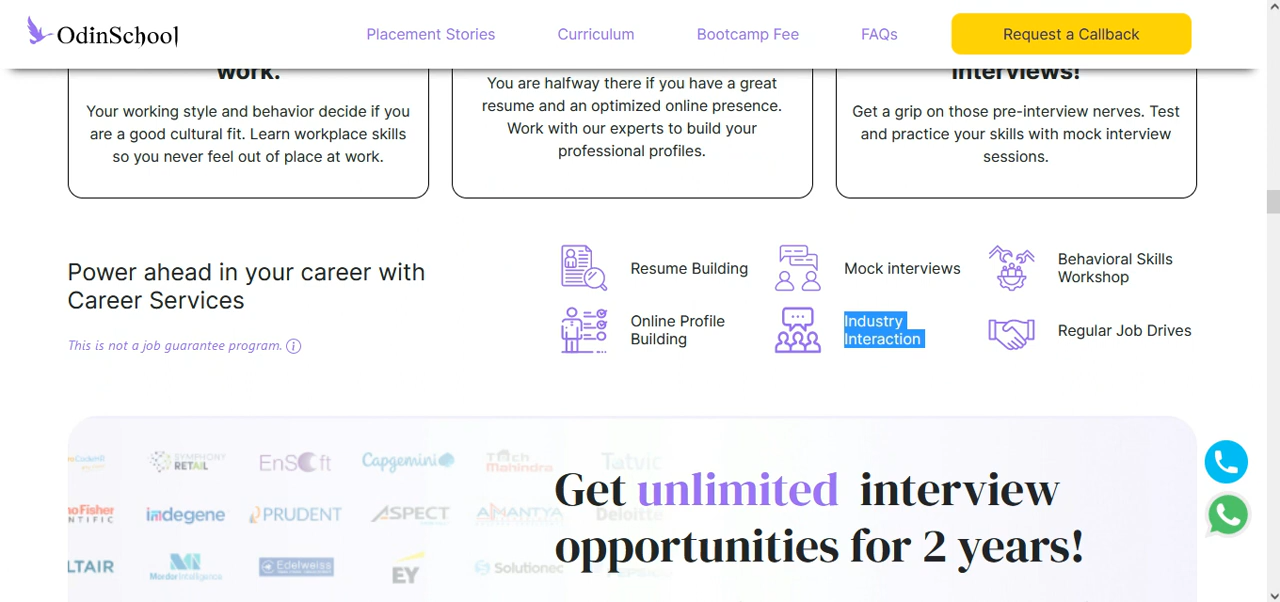 OdinSchool
Placement Stories
Curriculum
Bootcamp Fee
FAQs
Request a Callback
work.
Your working style and behavior decide if you
are a good cultural fit. Learn workplace skills
so you never feel out of place at work.
You are halfway there if you have a great
resume and an optimized online presence.
Work with our experts to build your
professional profiles.
interviews!
Get a grip on those pre-interview nerves. Test
and practice your skills with mock interview
sessions.
Power ahead in your career with
Career Services
This is not a job guarantee program.
Resume Building
Mock interviews
Behavioral Skills
Workshop
Online Profile
Building
Industry
Interaction
Regular Job Drives
SYMPHONY
RETAIL
EnSoft
Capgemini
Tech
Mahindra
Tatvic
indegene
PRUDENT
ASPECT
AMANTYA
Deloitte
LTAIR
Mordor Intelligence
Edelweiss
EY
Solutionec
Get unlimited interview
opportunities for 2 years!